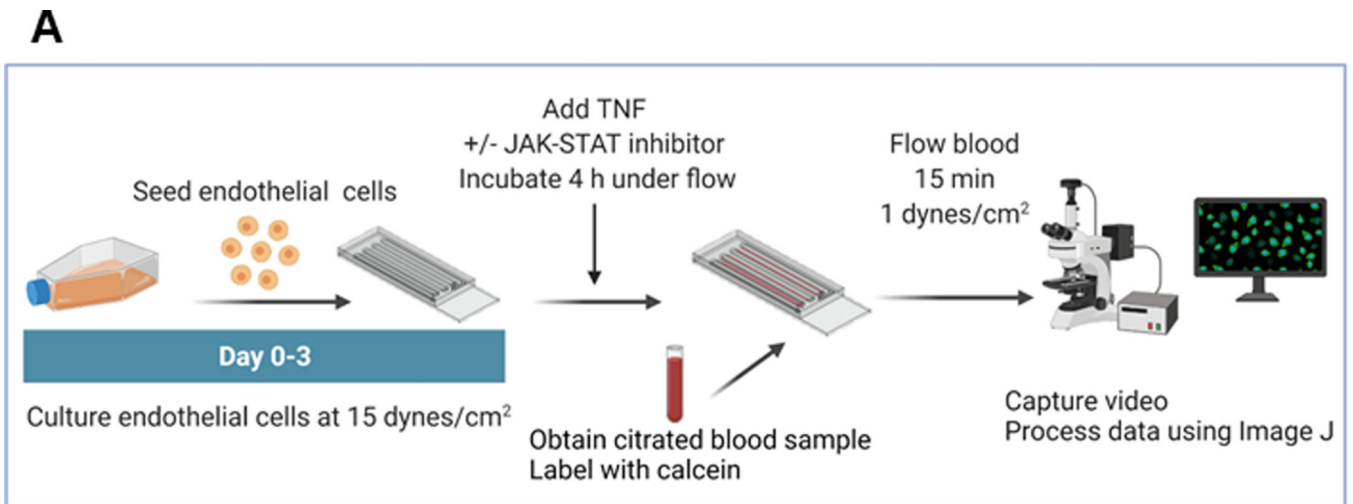 A
Seed endothelial cells
Day 0-3
Culture endothelial cells at 15 dynes/cm²
Add TNF
+/- JAK-STAT inhibitor
Incubate 4 h under flow
Obtain citrated blood sample
Label with calcein
Flow blood
15 min
1 dynes/cm²
Capture video
Process data using Image J